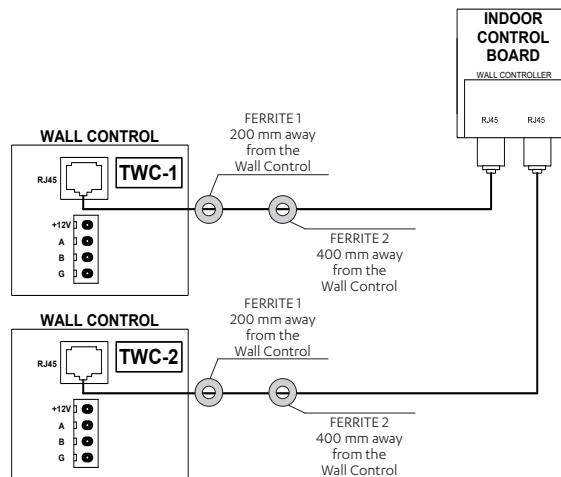 INDOOR
CONTROL
BOARD
WALL CONTROLLER
RJ45 RJ45
FERRITE 1
200 mm away
from the
Wall Control
WALL CONTROL
TWC-1
RJ45
+12V
A
B
G
FERRITE 2
400 mm away
from the
Wall Control
FERRITE 1
200 mm away
from the
Wall Control
WALL CONTROL
TWC-2
RJ45
+12V
A
B
G
FERRITE 2
400 mm away
from the
Wall Control